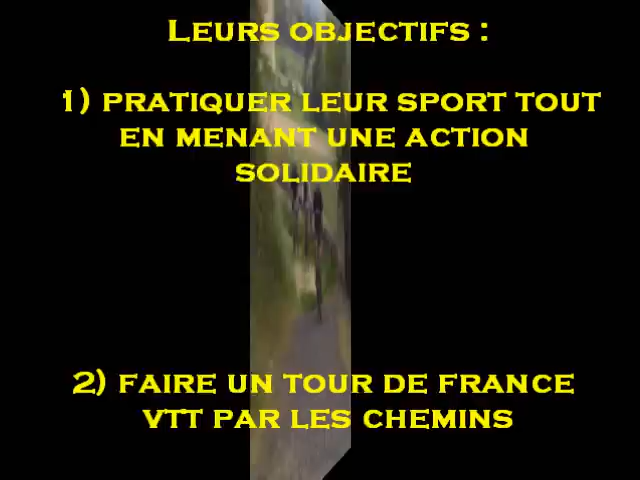 Leurs objectifs :
1) pratiquer leur sport tout
en menant une action
solidaire
2) faire un tour de france
vtt par les chemins